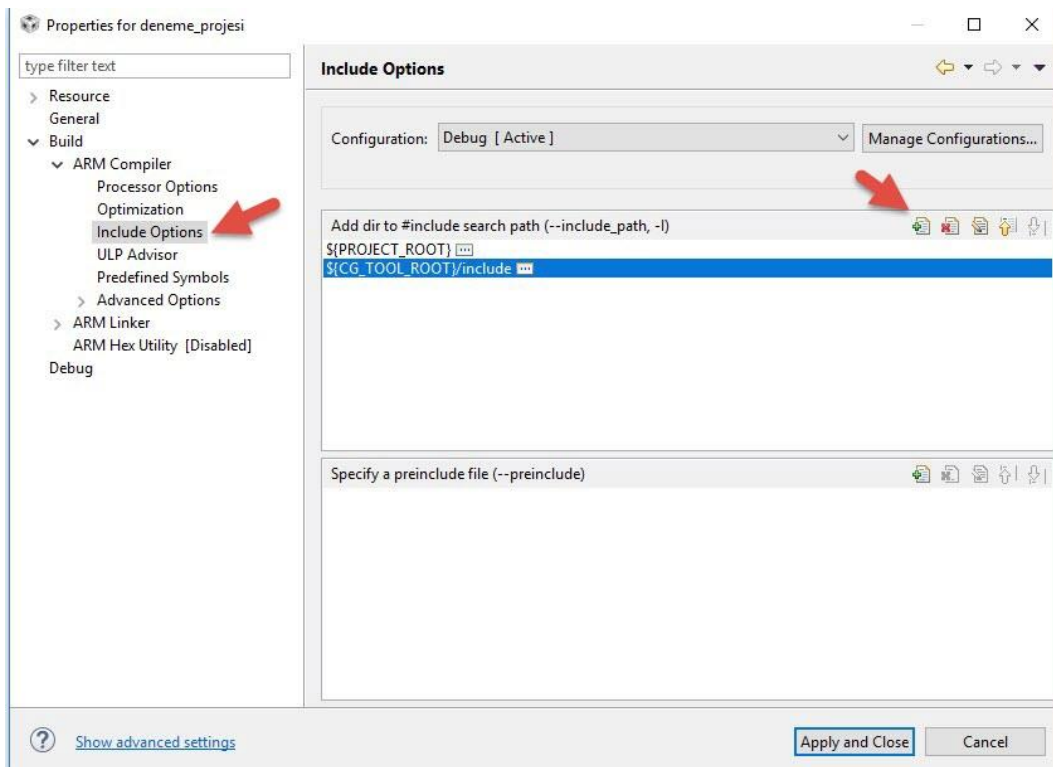 Properties for deneme_projesi
type filter text
Resource
General
Build
ARM Compiler
Processor Options
Optimization
Include Options
ULP Advisor
Predefined Symbols
Advanced Options
ARM Linker
ARM Hex Utility [Disabled]
Debug
Include Options
Configuration: Debug [ Active ]
Manage Configurations...
Add dir to #include search path (--include_path, -I)
${PROJECT_ROOT}
${CG_TOOL_ROOT}/include
Specify a preinclude file (--preinclude)
Show advanced settings
Apply and Close
Cancel